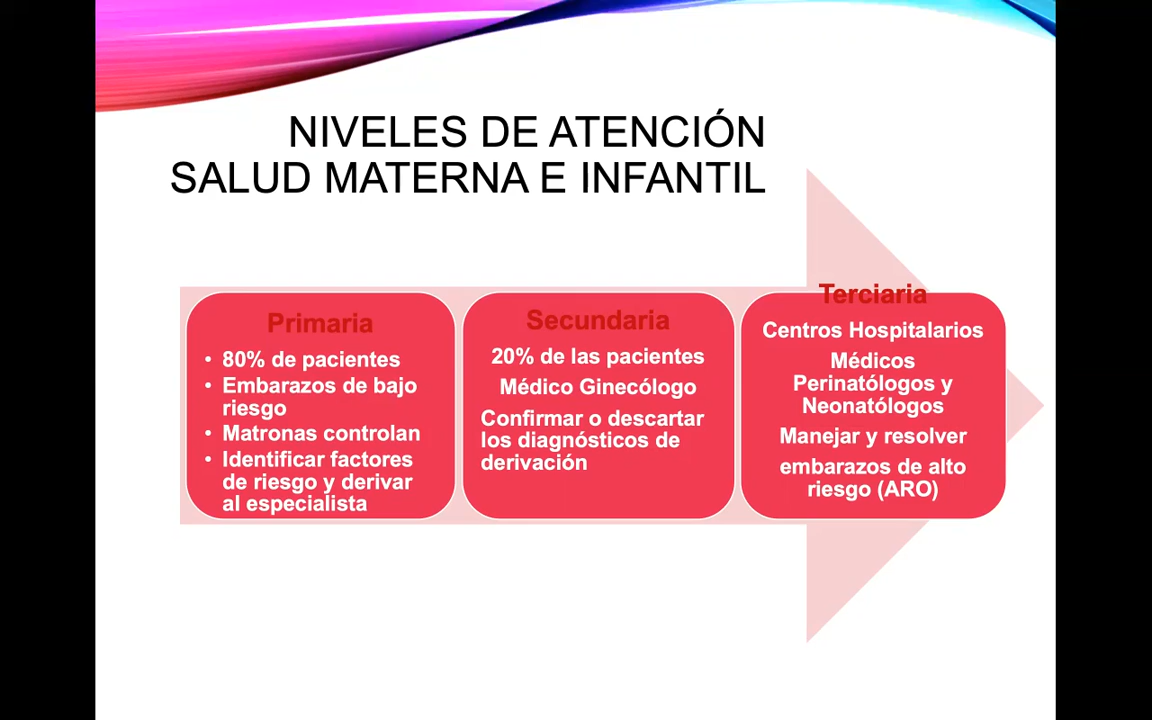 NIVELES DE ATENCIÓN
SALUD MATERNA E INFANTIL
Primaria
• 80% de pacientes
• Embarazos de bajo
riesgo
• Matronas controlan
• Identificar factores
de riesgo y derivar
al especialista
Secundaria
20% de las pacientes
Médico Ginecólogo
Confirmar o descartar
los diagnósticos de
derivación
Terciaria
Centros Hospitalarios
Médicos
Perinatólogos y
Neonatólogos
Manejar y resolver
embarazos de alto
riesgo (ARO)